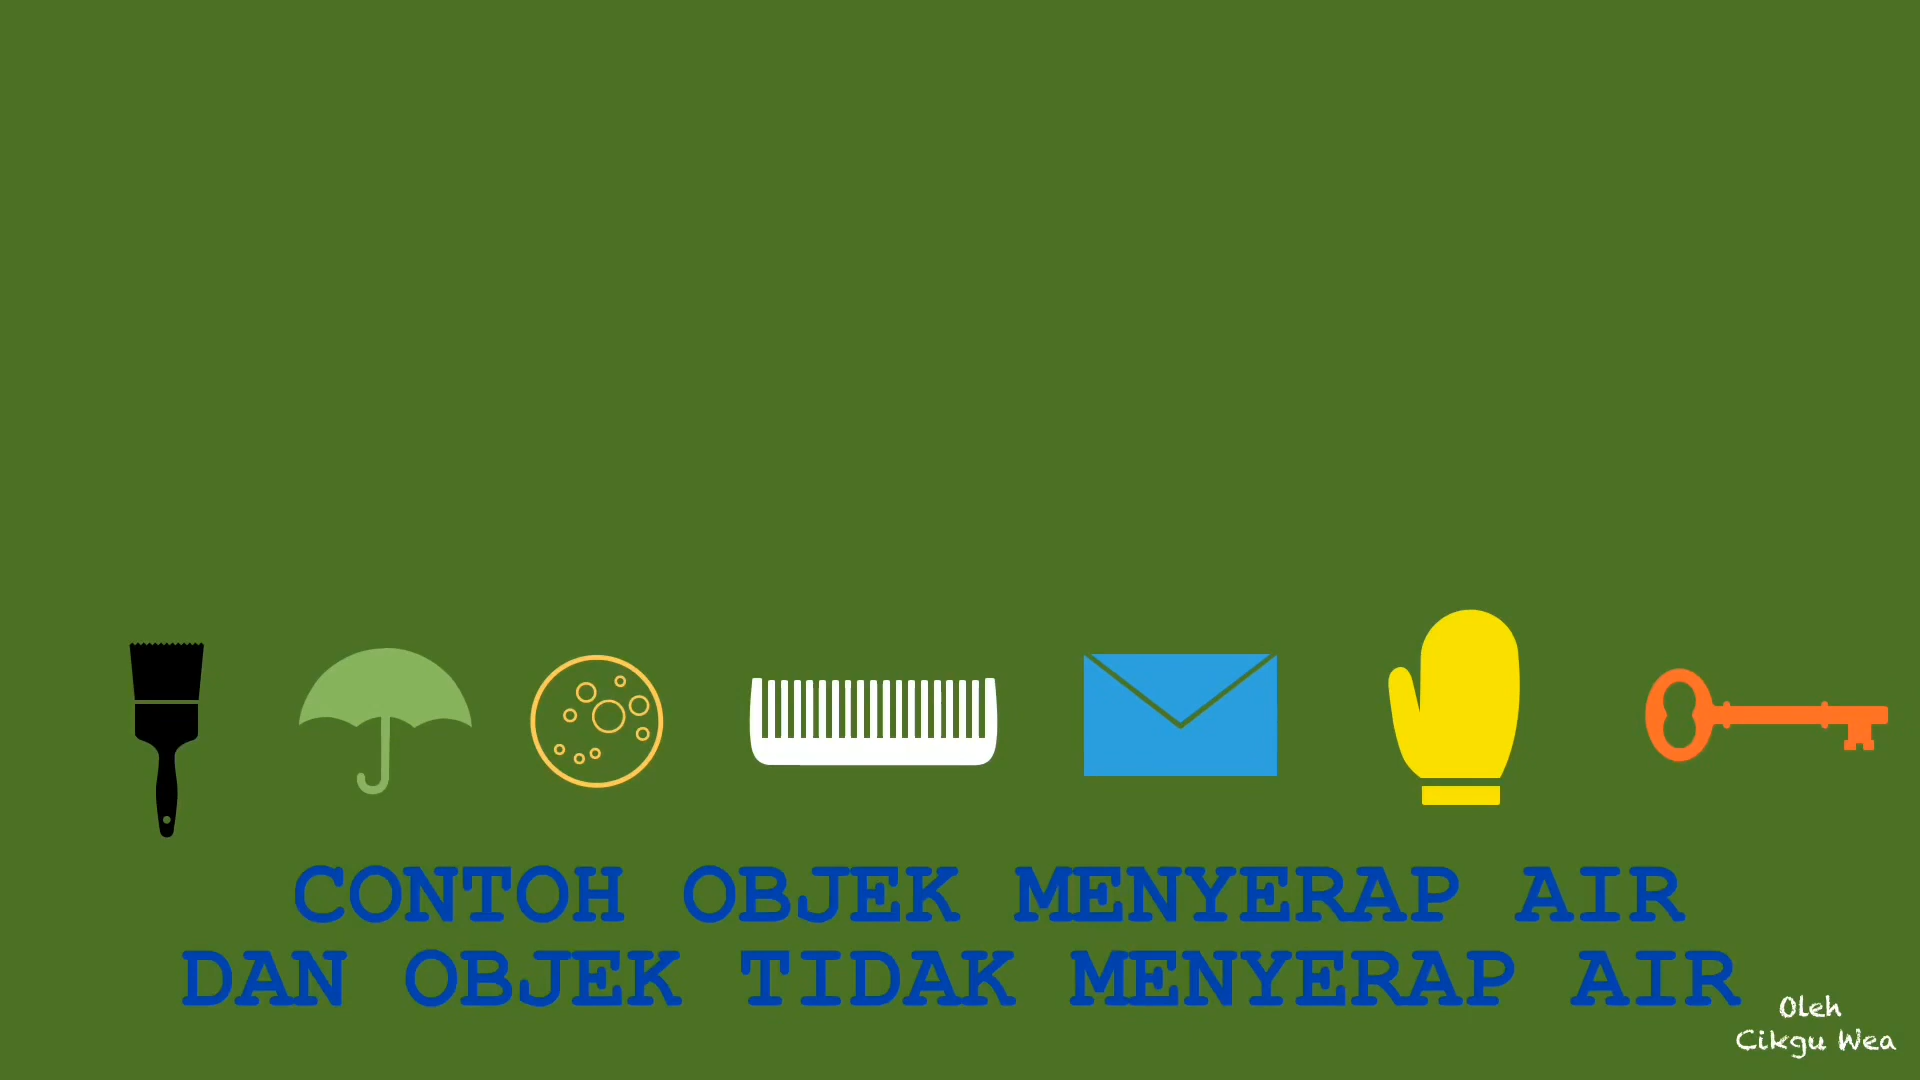 CONTOH OBJEK MENYERAP AIR
DAN OBJEK TIDAK MENYERAP AIR
Oleh
Cikgu Wea